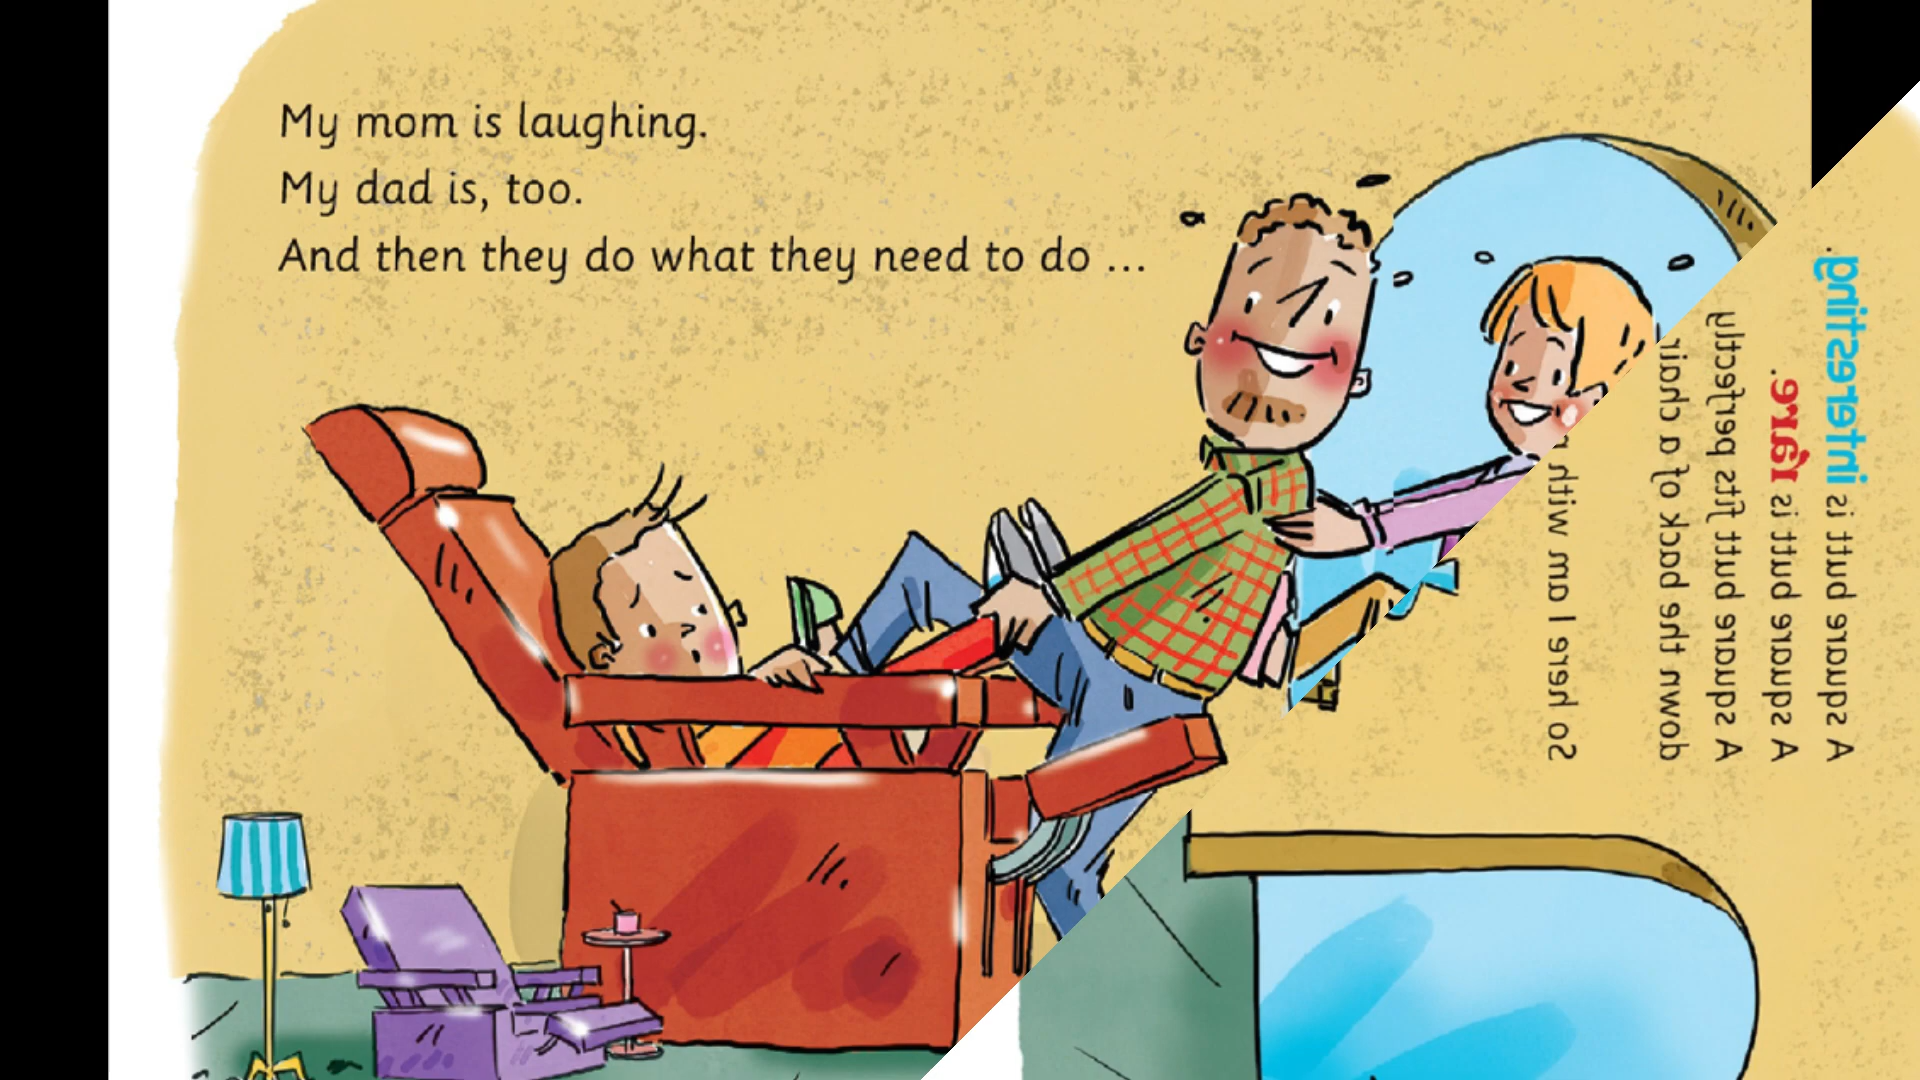 My mom is laughing.
My dad is, too.
And then they do what they need to do ...
A square butt is interesting.
A square butt is rare.
A square butt fits perfectly
down the back of a chair
So here I am with